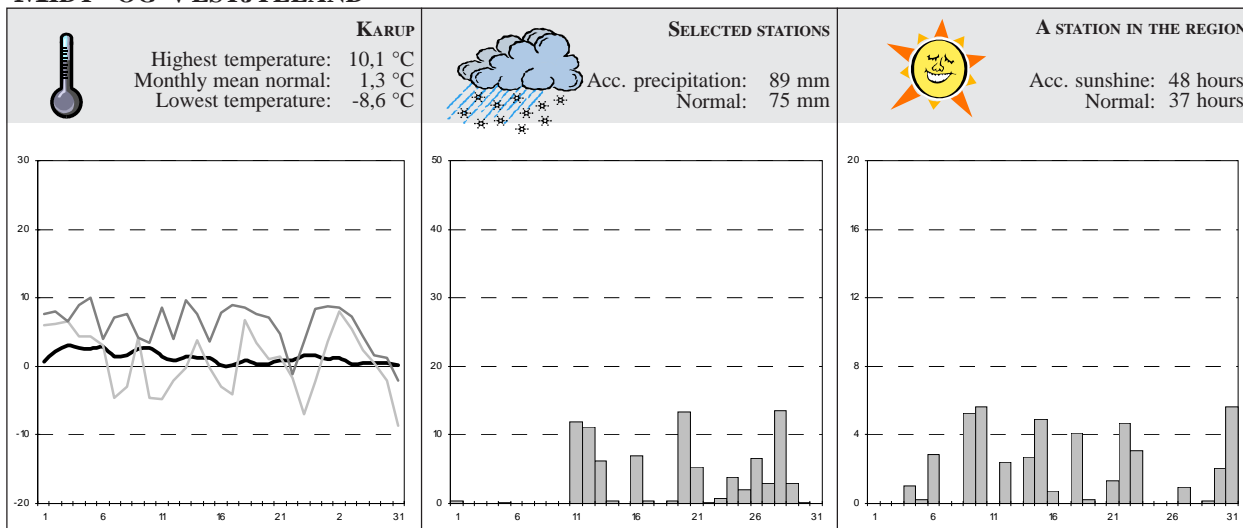 MIDT- OG VESTJYLLAND
KARUP
Highest temperature: 10,1 °C
Monthly mean normal: 1,3 °C
Lowest temperature: -8,6 °C
SELECTED STATIONS
Acc. precipitation: 89 mm
Normal: 75 mm
A STATION IN THE REGION
Acc. sunshine: 48 hours
Normal: 37 hours
30
20
10
0
-10
-20
1 6 11 16 21 2 31
50
40
30
20
10
0
1 6 11 16 21 26 31
20
16
12
8
4
0
1 6 11 16 21 26 31